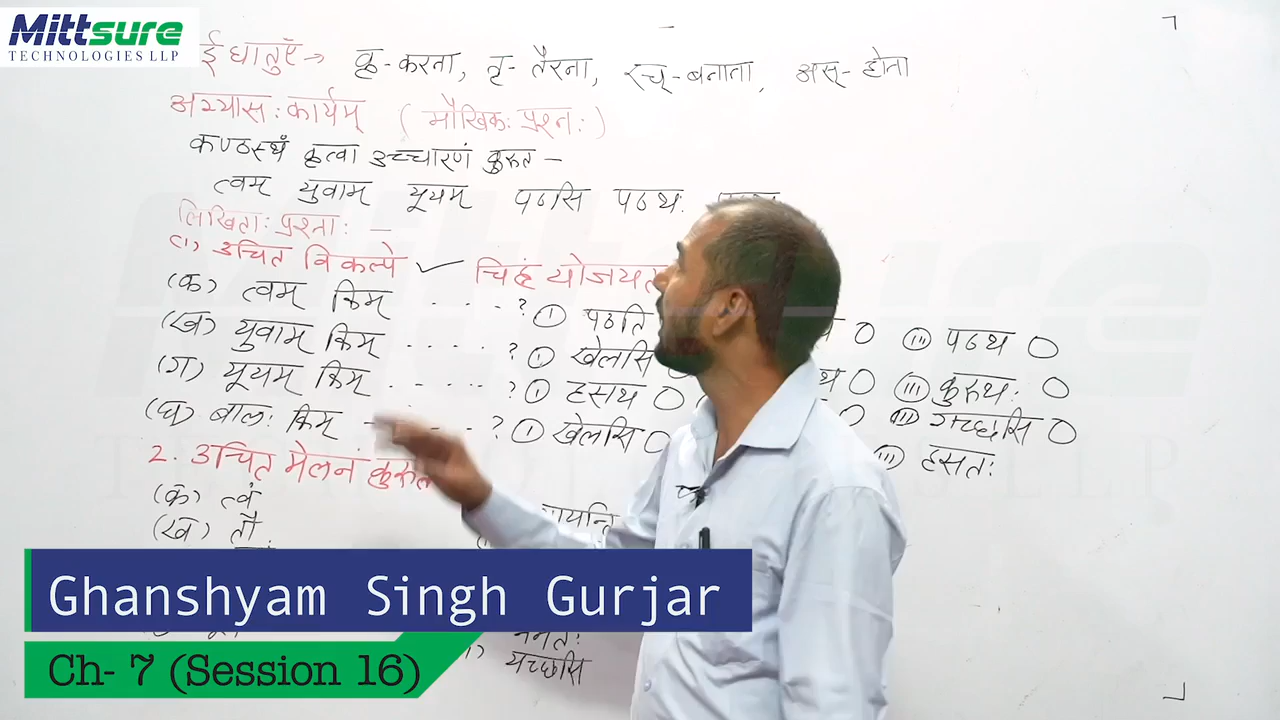 Mittsure
TECHNOLOGIES LLP
ई धातुएँ → कृ - करना, तृ - तैरना, रच् - बनाना, अस् - होना
अभ्यास: कार्यम् (मौखिक: प्रश्न:)
कण्ठस्थं कृत्वा उच्चारणं कुरुत –
त्वम् युवाम् यूयम् पठसि पठथ:
लिखिता: प्रश्ना: –
(१) उचित विकल्पे ✓ चिह्नं योजयत
(क) त्वम् किम् . . . . ? (i) पठति (iii) पठथ
(ख) युवाम् किम् . . . . . ? (i) खेलसि (iii) कुरुथ:
(ग) यूयम् किम् . . . . . ? (i) हसथ (iii) गच्छसि
(घ) बाल: किम् . . . . ? (i) खेलसि (iii) हसत:
2. उचित मेलनं कुरुत
(क) त्वं
(ख) तौ
Ghanshyam Singh Gurjar
Ch- 7 (Session 16)
यच्छसि